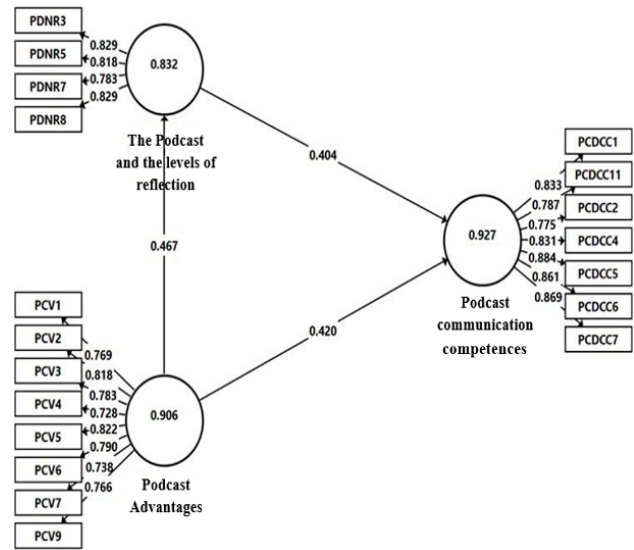 PDNR3
PDNR5
PDNR7
PDNR8
0.829
0.818
0.783
0.829
0.832
The Podcast
and the levels of
reflection
0.404
0.467
0.420
PCDCC1
PCDCC11
PCDCC2
PCDCC4
PCDCC5
PCDCC6
PCDCC7
0.833
0.787
0.775
0.831
0.884
0.861
0.869
0.927
Podcast
communication
competences
PCV1
PCV2
PCV3
PCV4
PCV5
PCV6
PCV7
PCV9
0.769
0.818
0.783
0.728
0.822
0.790
0.738
0.766
0.906
Podcast
Advantages